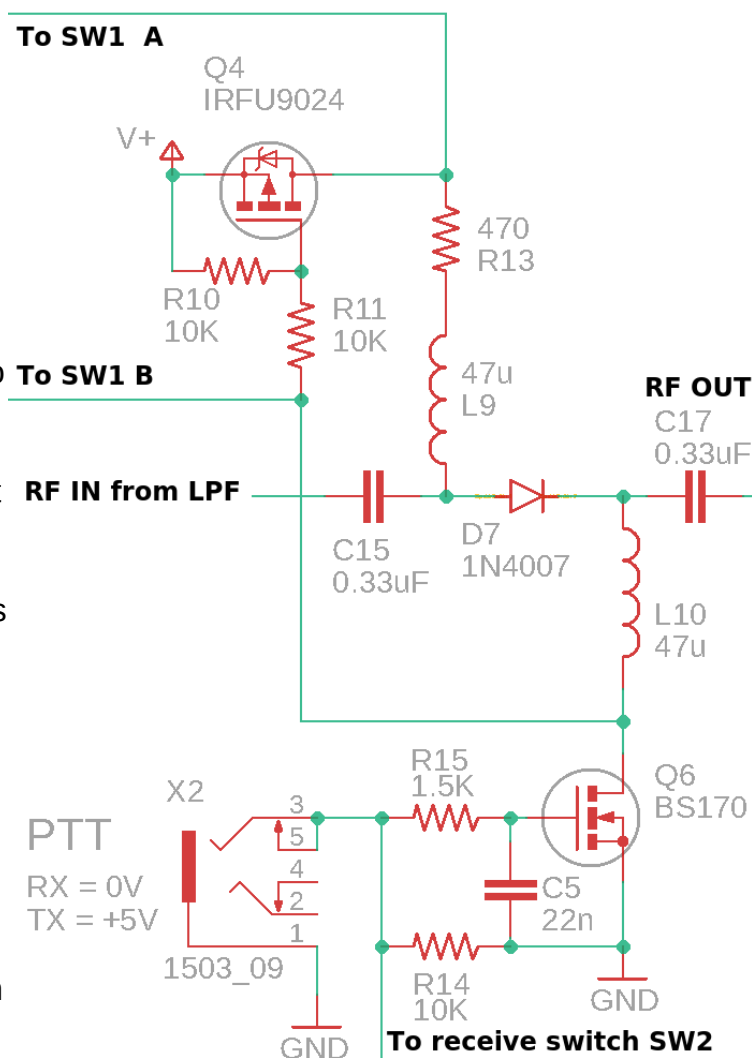 To SW1 A
Q4
IRFU9024
V+
470
R13
R10
10K
R11
10K
To SW1 B
47u
L9
RF OUT
C17
0.33uF
RF IN from LPF
C15
0.33uF
D7
1N4007
L10
47u
s
X2
R15
1.5K
Q6
BS170
PTT
RX = 0V
TX = +5V
3
5
4
2
1
C5
22n
1503_09
R14
10K
GND
GND
To receive switch SW2